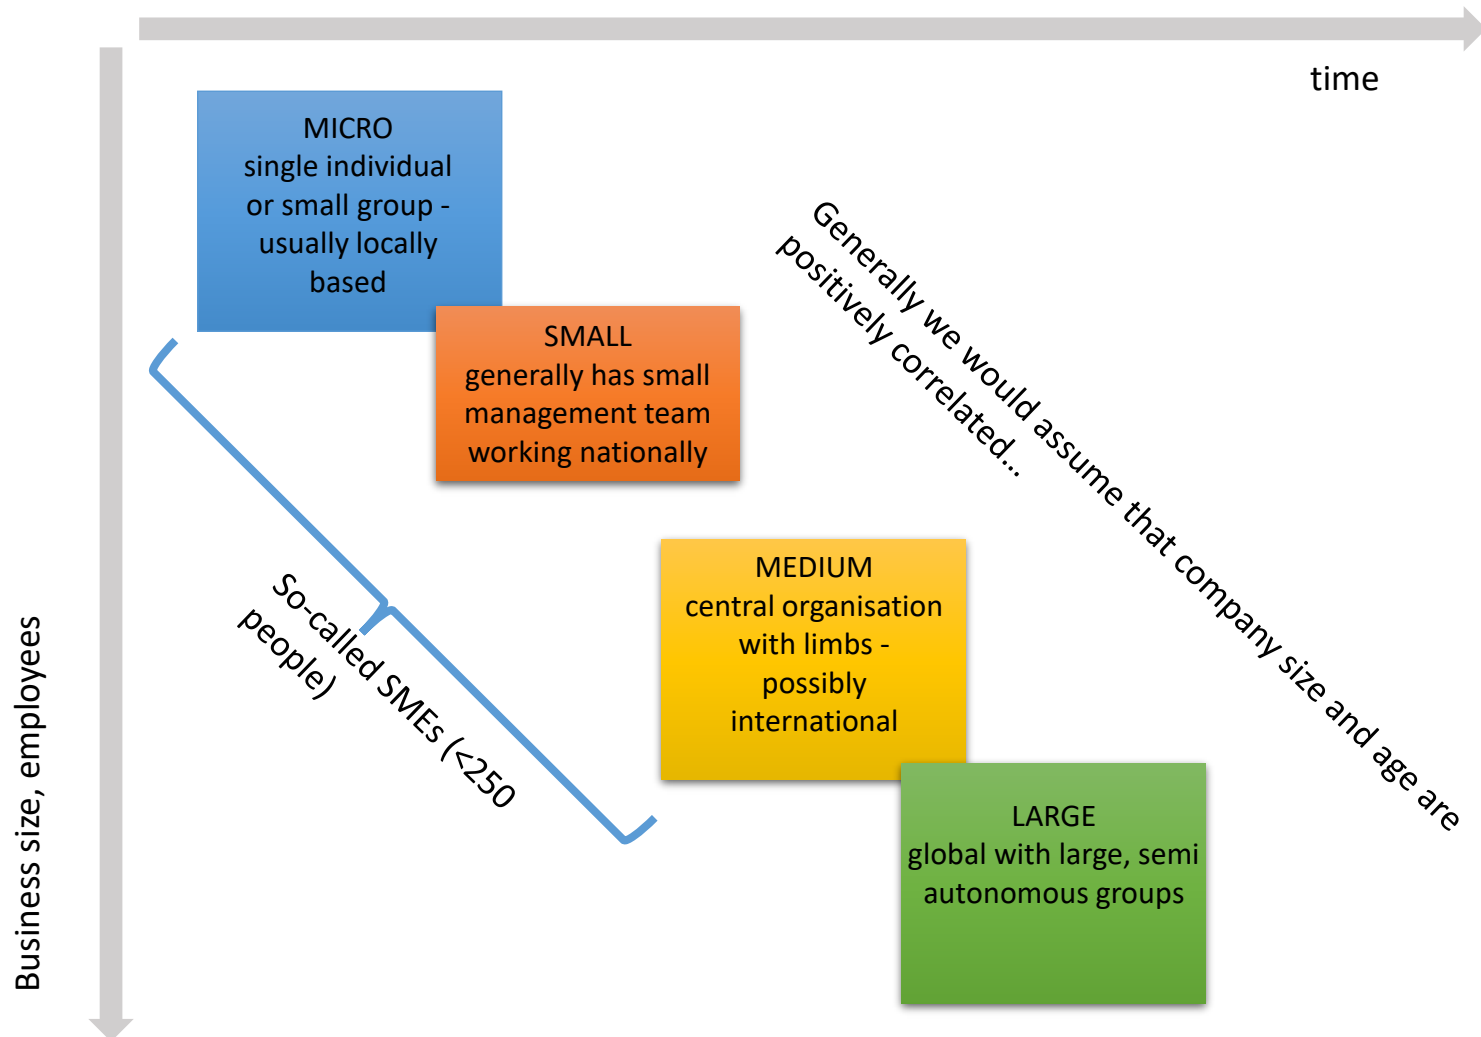 time
MICRO
single individual
or small group -
usually locally
based
SMALL
generally has small
management team
working nationally
Generally we would assume that company size and age are
positively correlated...
MEDIUM
central organisation
with limbs -
possibly
international
So-called SMEs (<250
people)
LARGE
global with large, semi
autonomous groups
Business size, employees